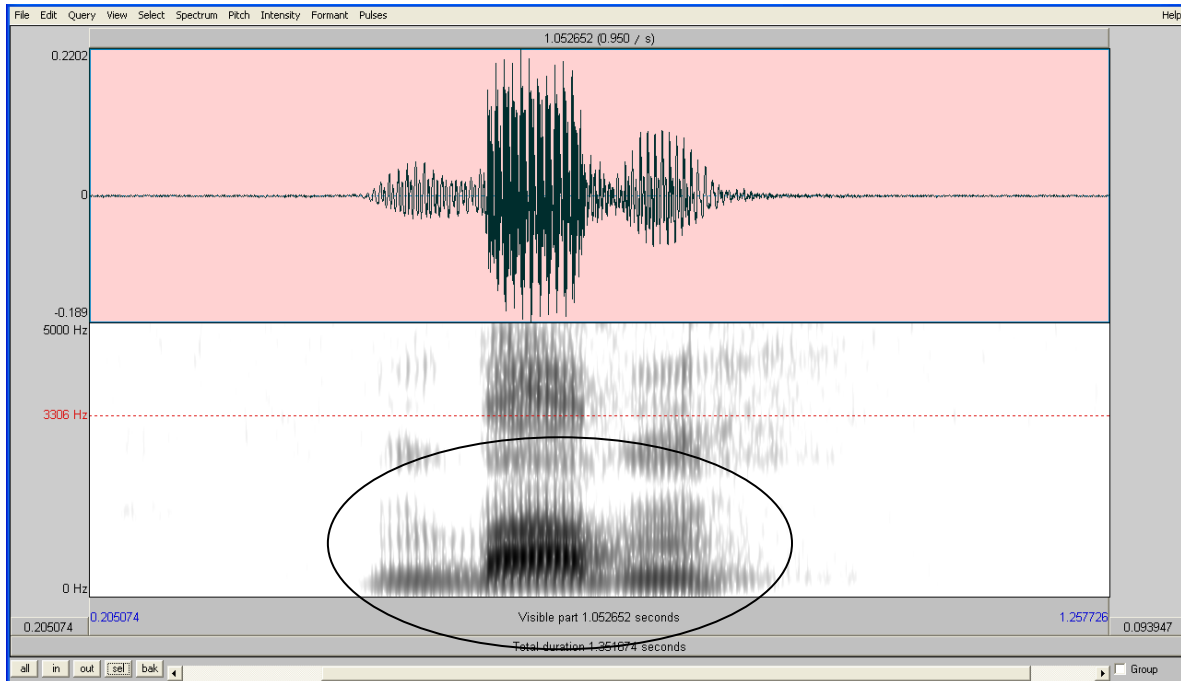 File Edit Query View Select Spectrum Pitch Intensity Formant Pulses Help
1.052652 (0.950 / s)
0.2202
0
-0.189
5000 Hz
3306 Hz
0 Hz
0.205074 Visible part 1.052652 seconds 1.257726
0.205074 0.093947
Total duration 1.351674 seconds
all in out sel bak Group